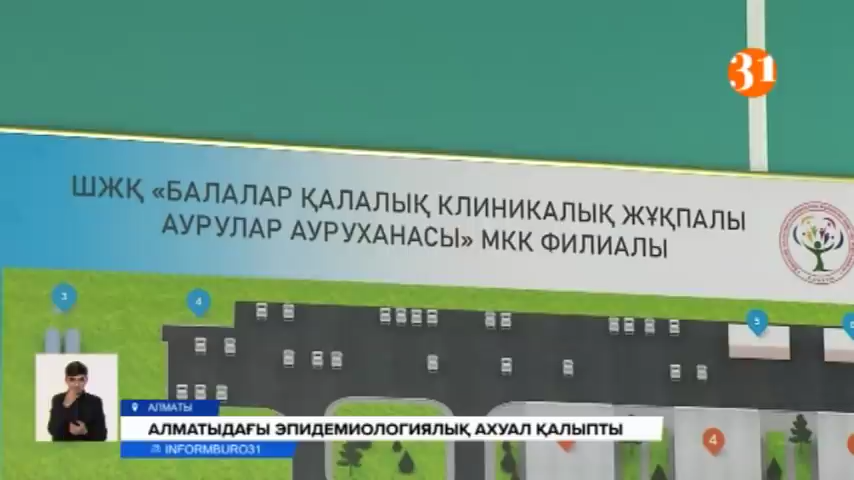 31
ШЖҚ «БАЛАЛАР ҚАЛАЛЫҚ КЛИНИКАЛЫҚ ЖҰҚПАЛЫ
АУРУЛАР АУРУХАНАСЫ» МКК ФИЛИАЛЫ
3
4
5
4
АЛМАТЫ
АЛМАТЫДАҒЫ ЭПИДЕМИОЛОГИЯЛЫҚ АХУАЛ ҚАЛЫПТЫ
INFORMBURO31